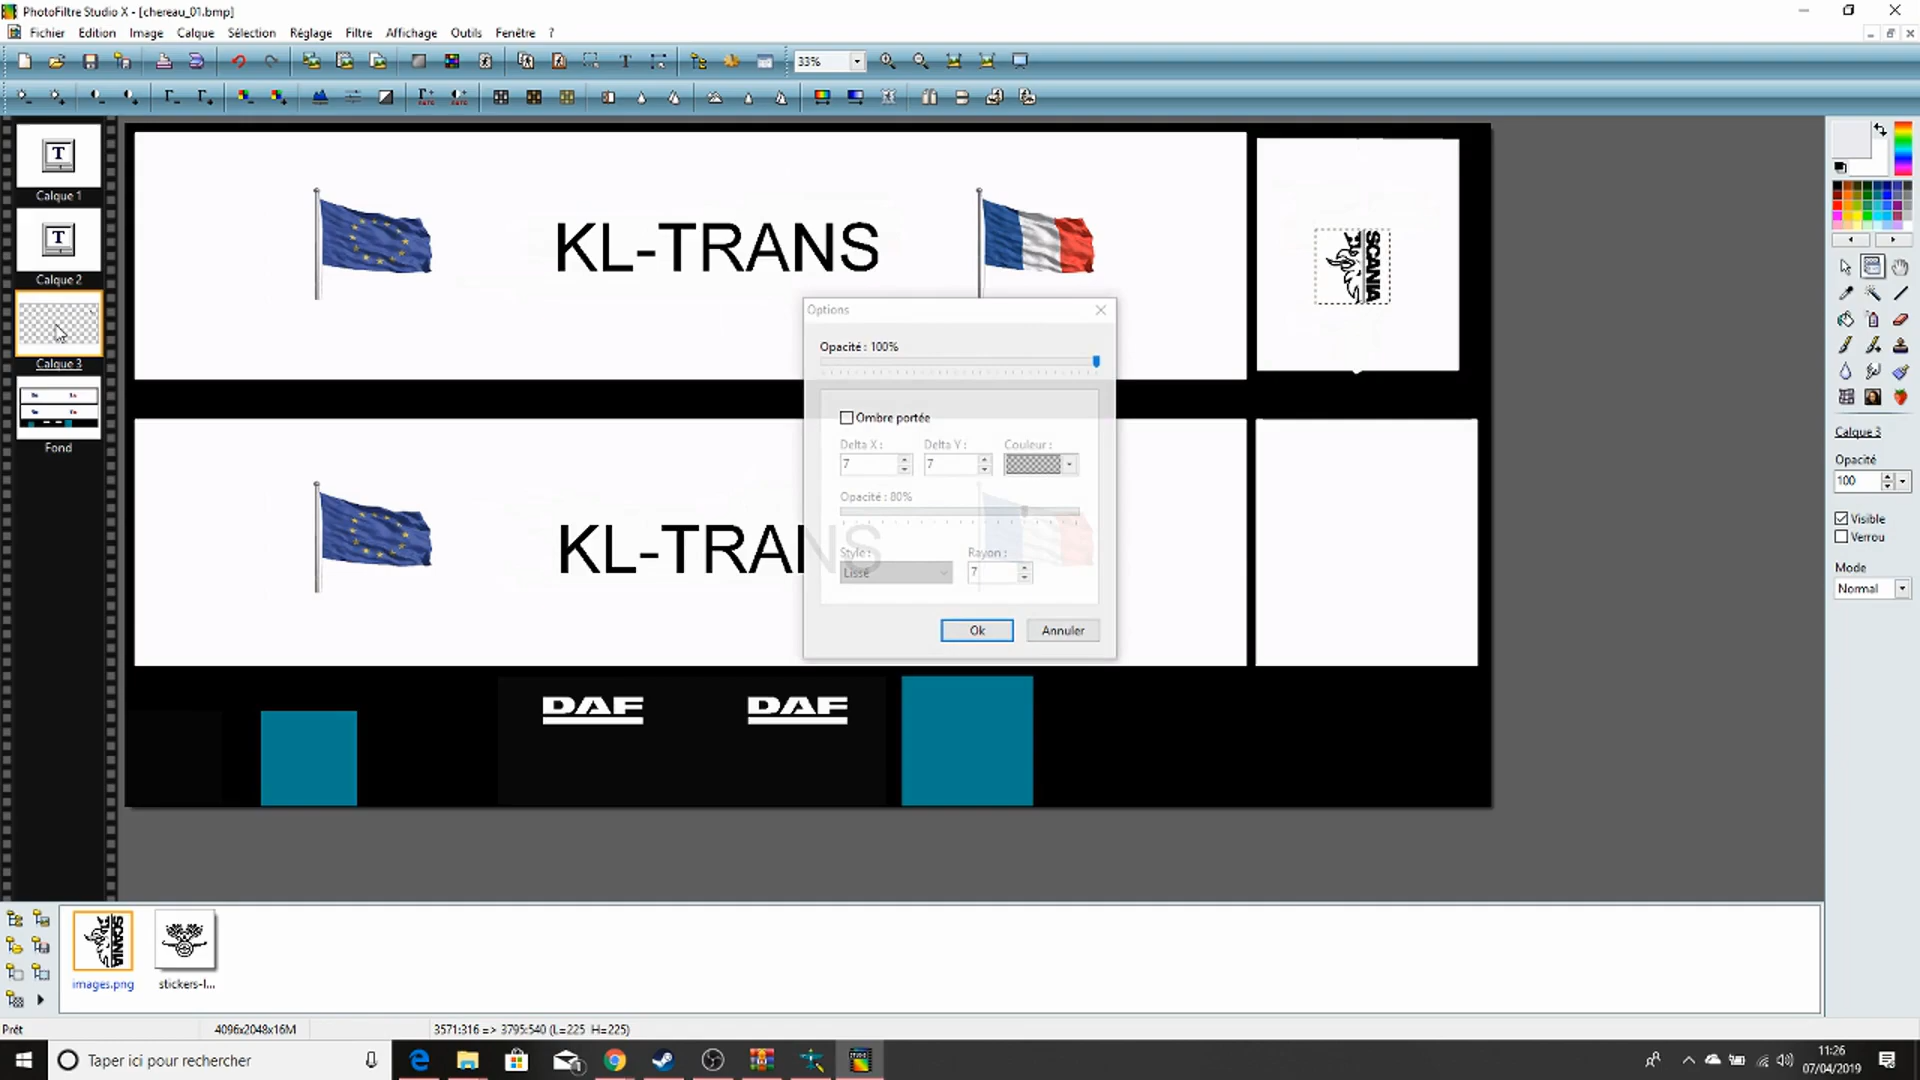 PhotoFiltre Studio X - [chereau_01.bmp]
Fichier Edition Image Calque Sélection Réglage Filtre Affichage Outils Fenêtre ?
33%
T
Calque 1
T
Calque 2
Calque 3
Fond
KL-TRANS
SCANIA
Options
Opacité : 100%
Ombre portée
Delta X : Delta Y : Couleur :
7 7
Opacité : 80%
Style : Rayon :
Lissé 7
Ok Annuler
KL-TRANS
DAF DAF
Calque 3
Opacité
100
Visible
Verrou
Mode
Normal
SCANIA
images.png stickers-l...
Prêt 4096x2048x16M 3571:316 => 3795:540 (L=225 H=225)
Taper ici pour rechercher
11:26
07/04/2019